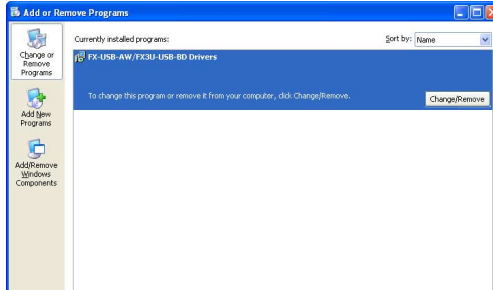 Add or Remove Programs
Change or
Remove
Programs
Currently installed programs:
Sort by: Name
FX-USB-AW/FX3U-USB-BD Drivers
To change this program or remove it from your computer, click Change/Remove.
Change/Remove
Add New
Programs
Add/Remove
Windows
Components